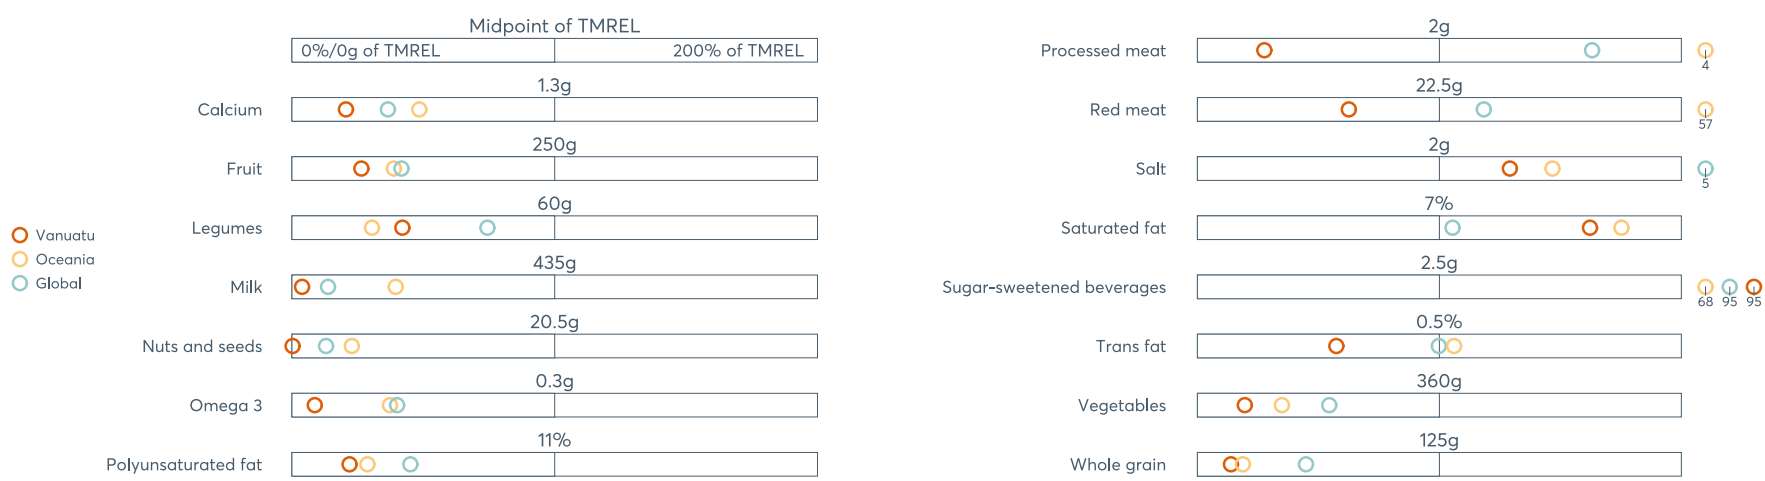 Midpoint of TMREL
0%/0g of TMREL 200% of TMREL
1.3g
Calcium
250g
Fruit
60g
Legumes
435g
Milk
20.5g
Nuts and seeds
0.3g
Omega 3
11%
Polyunsaturated fat
Vanuatu
Oceania
Global
2g
Processed meat
4
22.5g
Red meat
57
2g
Salt
5
7%
Saturated fat
2.5g
Sugar-sweetened beverages
68 95 95
0.5%
Trans fat
360g
Vegetables
125g
Whole grain